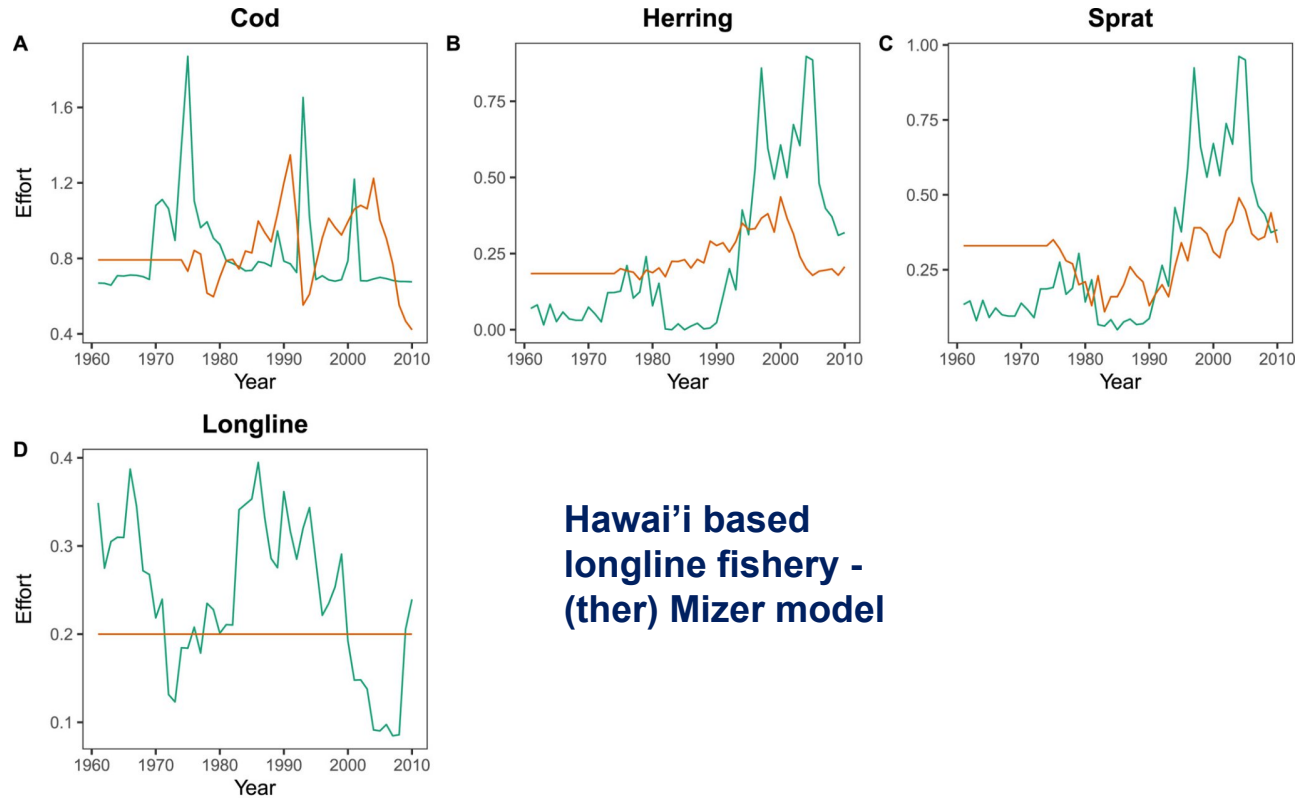 Cod
A
Effort
1.6
1.2
0.8
0.4
1960 1970 1980 1990 2000 2010
Year
Herring
B
0.75
0.50
0.25
0.00
1960 1970 1980 1990 2000 2010
Year
Sprat
C
1.00
0.75
0.50
0.25
1960 1970 1980 1990 2000 2010
Year
Longline
D
Effort
0.4
0.3
0.2
0.1
1960 1970 1980 1990 2000 2010
Year
Hawai’i based
longline fishery -
(ther) Mizer model